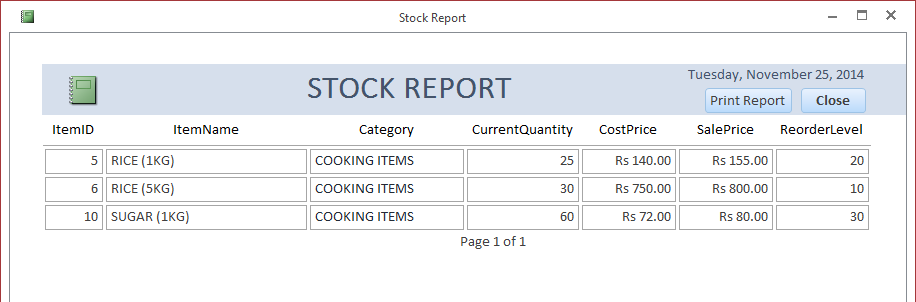 Stock Report
STOCK REPORT
Tuesday, November 25, 2014
Print Report Close
ItemID ItemName Category CurrentQuantity CostPrice SalePrice ReorderLevel
5 RICE (1KG) COOKING ITEMS 25 Rs 140.00 Rs 155.00 20
6 RICE (5KG) COOKING ITEMS 30 Rs 750.00 Rs 800.00 10
10 SUGAR (1KG) COOKING ITEMS 60 Rs 72.00 Rs 80.00 30
Page 1 of 1